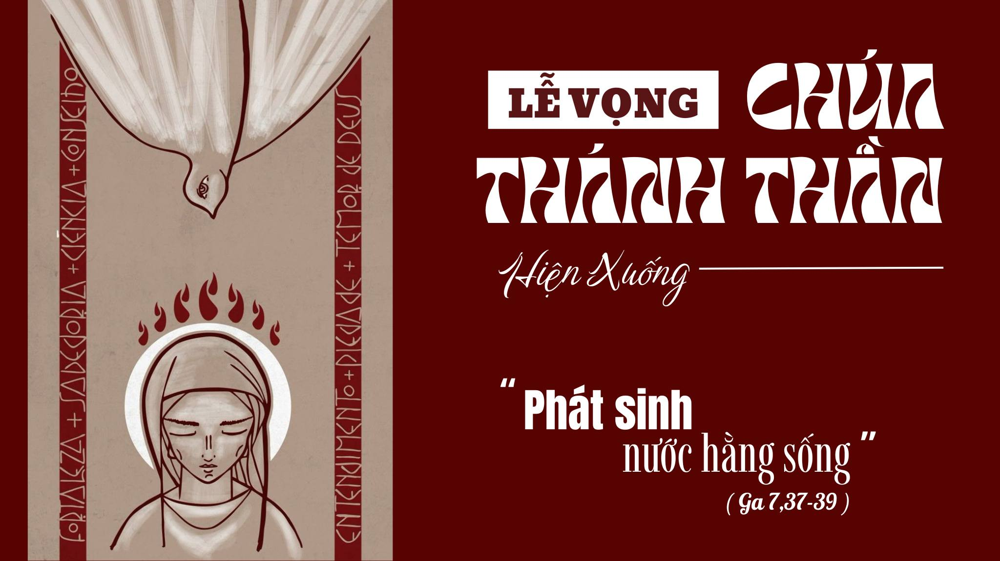 FORTALEZA + SABEDORIA + CIENCIA + CONSELHO
ENTENDIMENTO + PIEDADE + TEMOR DE DEUS
LỄ VỌNG CHÚA
THÁNH THẦN
Hiện Xuống
“ Phát sinh
nước hằng sống ”
( Ga 7,37-39 )